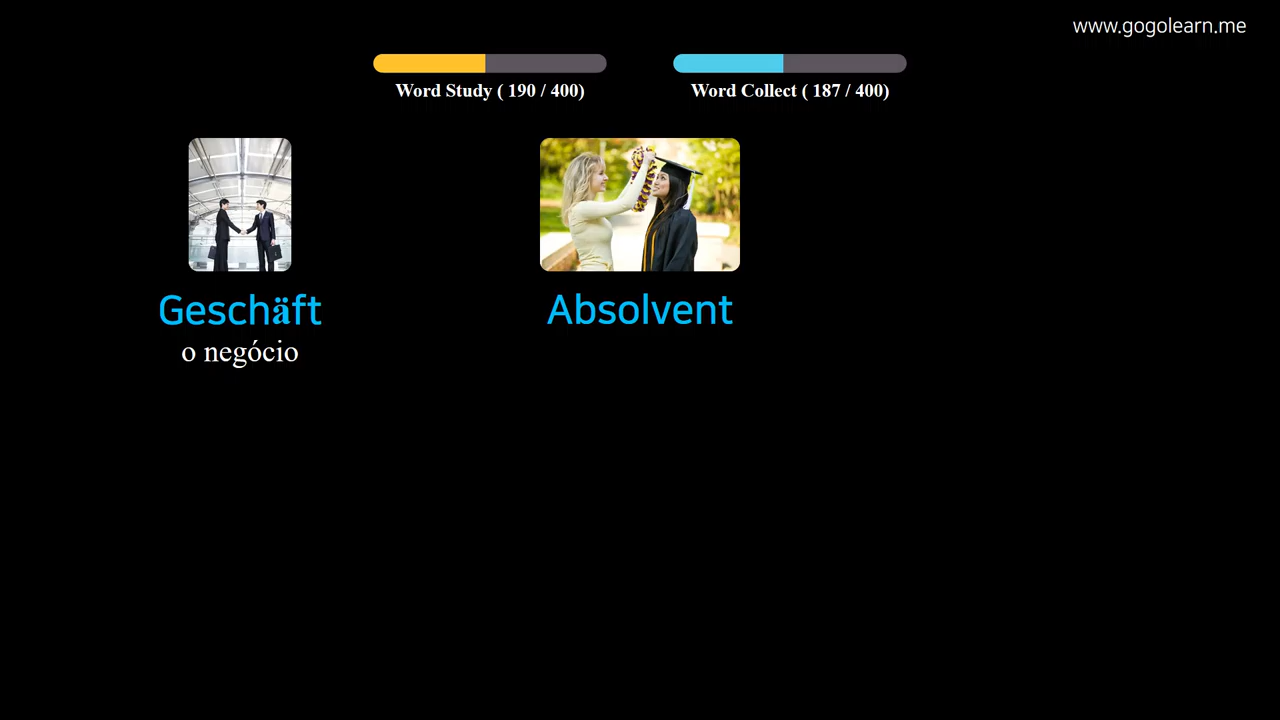 www.gogolearn.me
Word Study ( 190 / 400)
Word Collect ( 187 / 400)
Geschäft
o negócio
Absolvent